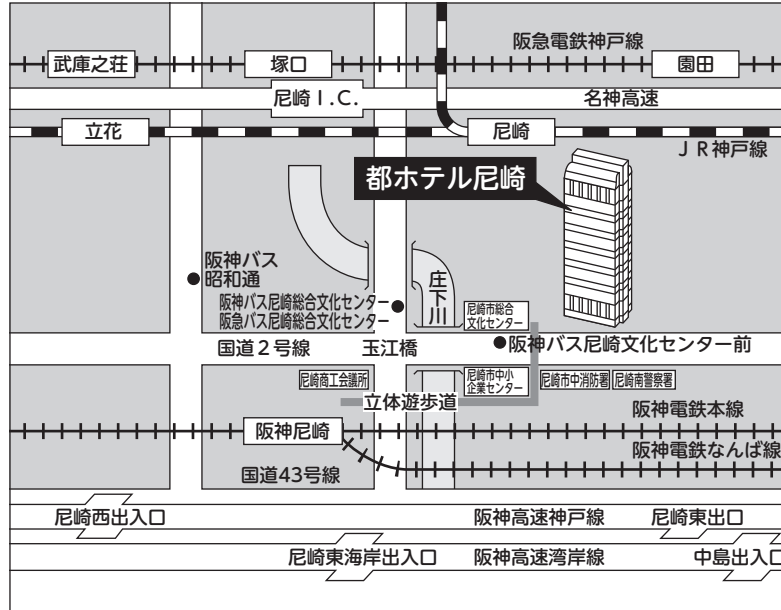 阪急電鉄神戸線
武庫之荘
塚口
園田
尼崎I.C.
名神高速
立花
尼崎
JR神戸線
都ホテル尼崎
阪神バス
昭和通
庄下川
阪神バス尼崎総合文化センター
阪急バス尼崎総合文化センター
尼崎市総合
文化センター
国道2号線
玉江橋
阪神バス尼崎文化センター前
尼崎商工会議所
尼崎市中小
企業センター
尼崎市中消防署
尼崎南警察署
立体遊歩道
阪神電鉄本線
阪神尼崎
阪神電鉄なんば線
国道43号線
尼崎西出入口
阪神高速神戸線
尼崎東出口
尼崎東海岸出入口
阪神高速湾岸線
中島出入口